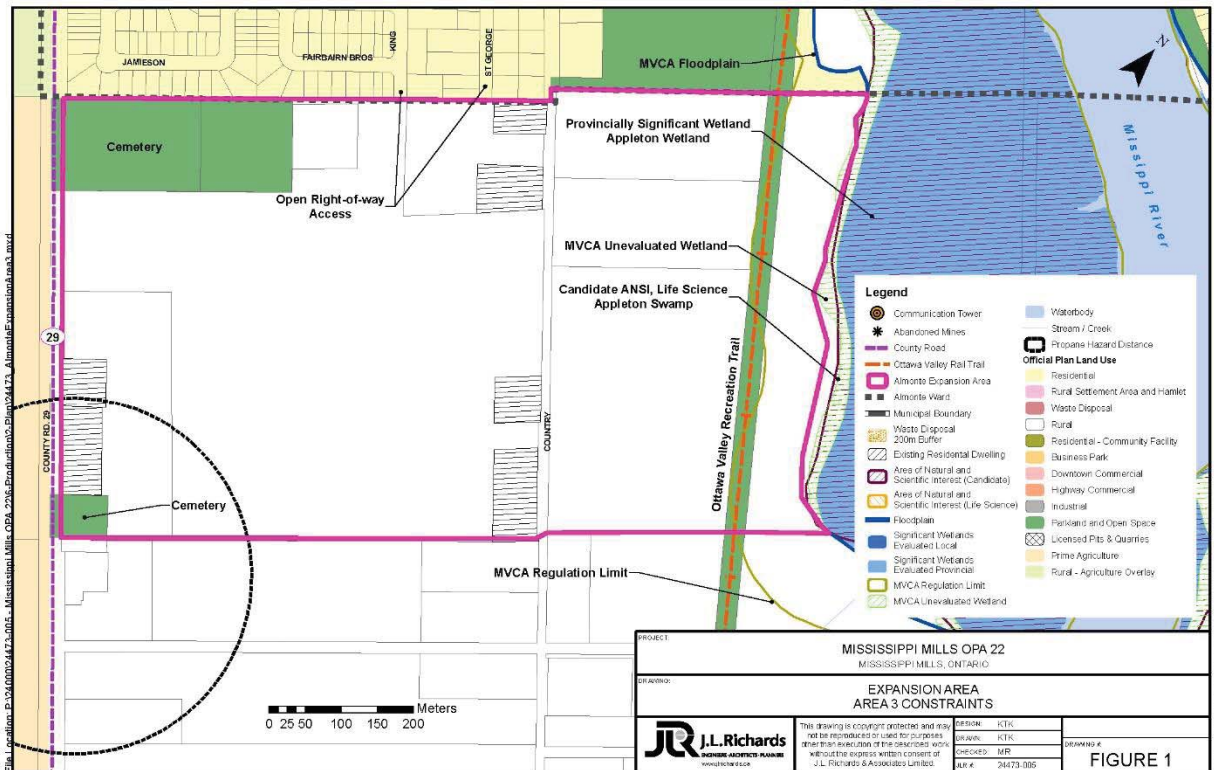 JAMIESON
FAIRBAIRN BROS
KING
ST GEORGE
MVCA Floodplain
N
Cemetery
Provincially Significant Wetland
Appleton Wetland
Mississippi River
Open Right-of-way
Access
MVCA Unevaluated Wetland
Candidate ANSI, Life Science
Appleton Swamp
29
COUNTY RD. 29
COUNTRY
Ottawa Valley Recreation Trail
Cemetery
MVCA Regulation Limit
Legend
Communication Tower
Abandoned Mines
County Road
Ottawa Valley Rail Trail
Almonte Expansion Area
Almonte Ward
Municipal Boundary
Waste Disposal
200m Buffer
Existing Residential Dwelling
Area of Natural and
Scientific Interest (Candidate)
Area of Natural and
Scientific Interest (Life Science)
Floodplain
Significant Wetlands
Evaluated Local
Significant Wetlands
Evaluated Provincial
MVCA Regulation Limit
MVCA Unevaluated Wetland
Waterbody
Stream / Creek
Propane Hazard Distance
Official Plan Land Use
Residential
Rural Settlement Area and Hamlet
Waste Disposal
Rural
Residential - Community Facility
Business Park
Downtown Commercial
Highway Commercial
Industrial
Parkland and Open Space
Licensed Pits & Quarries
Prime Agriculture
Rural - Agriculture Overlay
Meters
0 25 50 100 150 200
PROJECT:
MISSISSIPPI MILLS OPA 22
MISSISSIPPI MILLS, ONTARIO
DRAWING:
EXPANSION AREA
AREA 3 CONSTRAINTS
JLR J.L.Richards
ENGINEERS·ARCHITECTS·PLANNERS
www.jlrichards.ca
This drawing is copyright protected and may
not be reproduced or used for purposes
other than execution of the described work
without the express written consent of
J.L. Richards & Associates Limited.
DESIGN: KTK
DRAWN: KTK
CHECKED: MR
JLR #: 24473-005
DRAWING #:
FIGURE 1